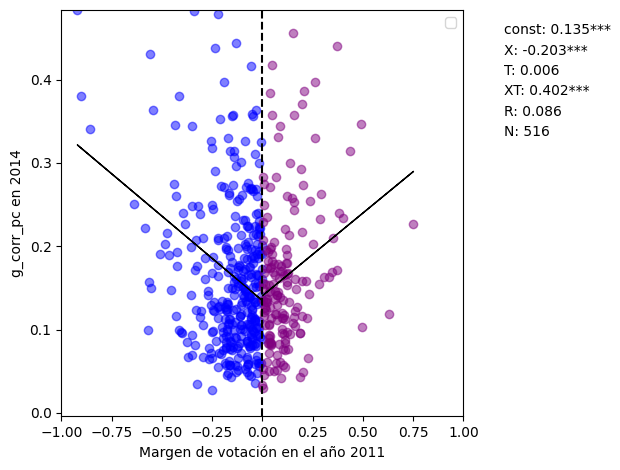 const: 0.135***
X: -0.203***
T: 0.006
XT: 0.402***
R: 0.086
N: 516
g_corr_pc en 2014
0.4
0.3
0.2
0.1
0.0
−1.00 −0.75 −0.50 −0.25 0.00 0.25 0.50 0.75 1.00
Margen de votación en el año 2011